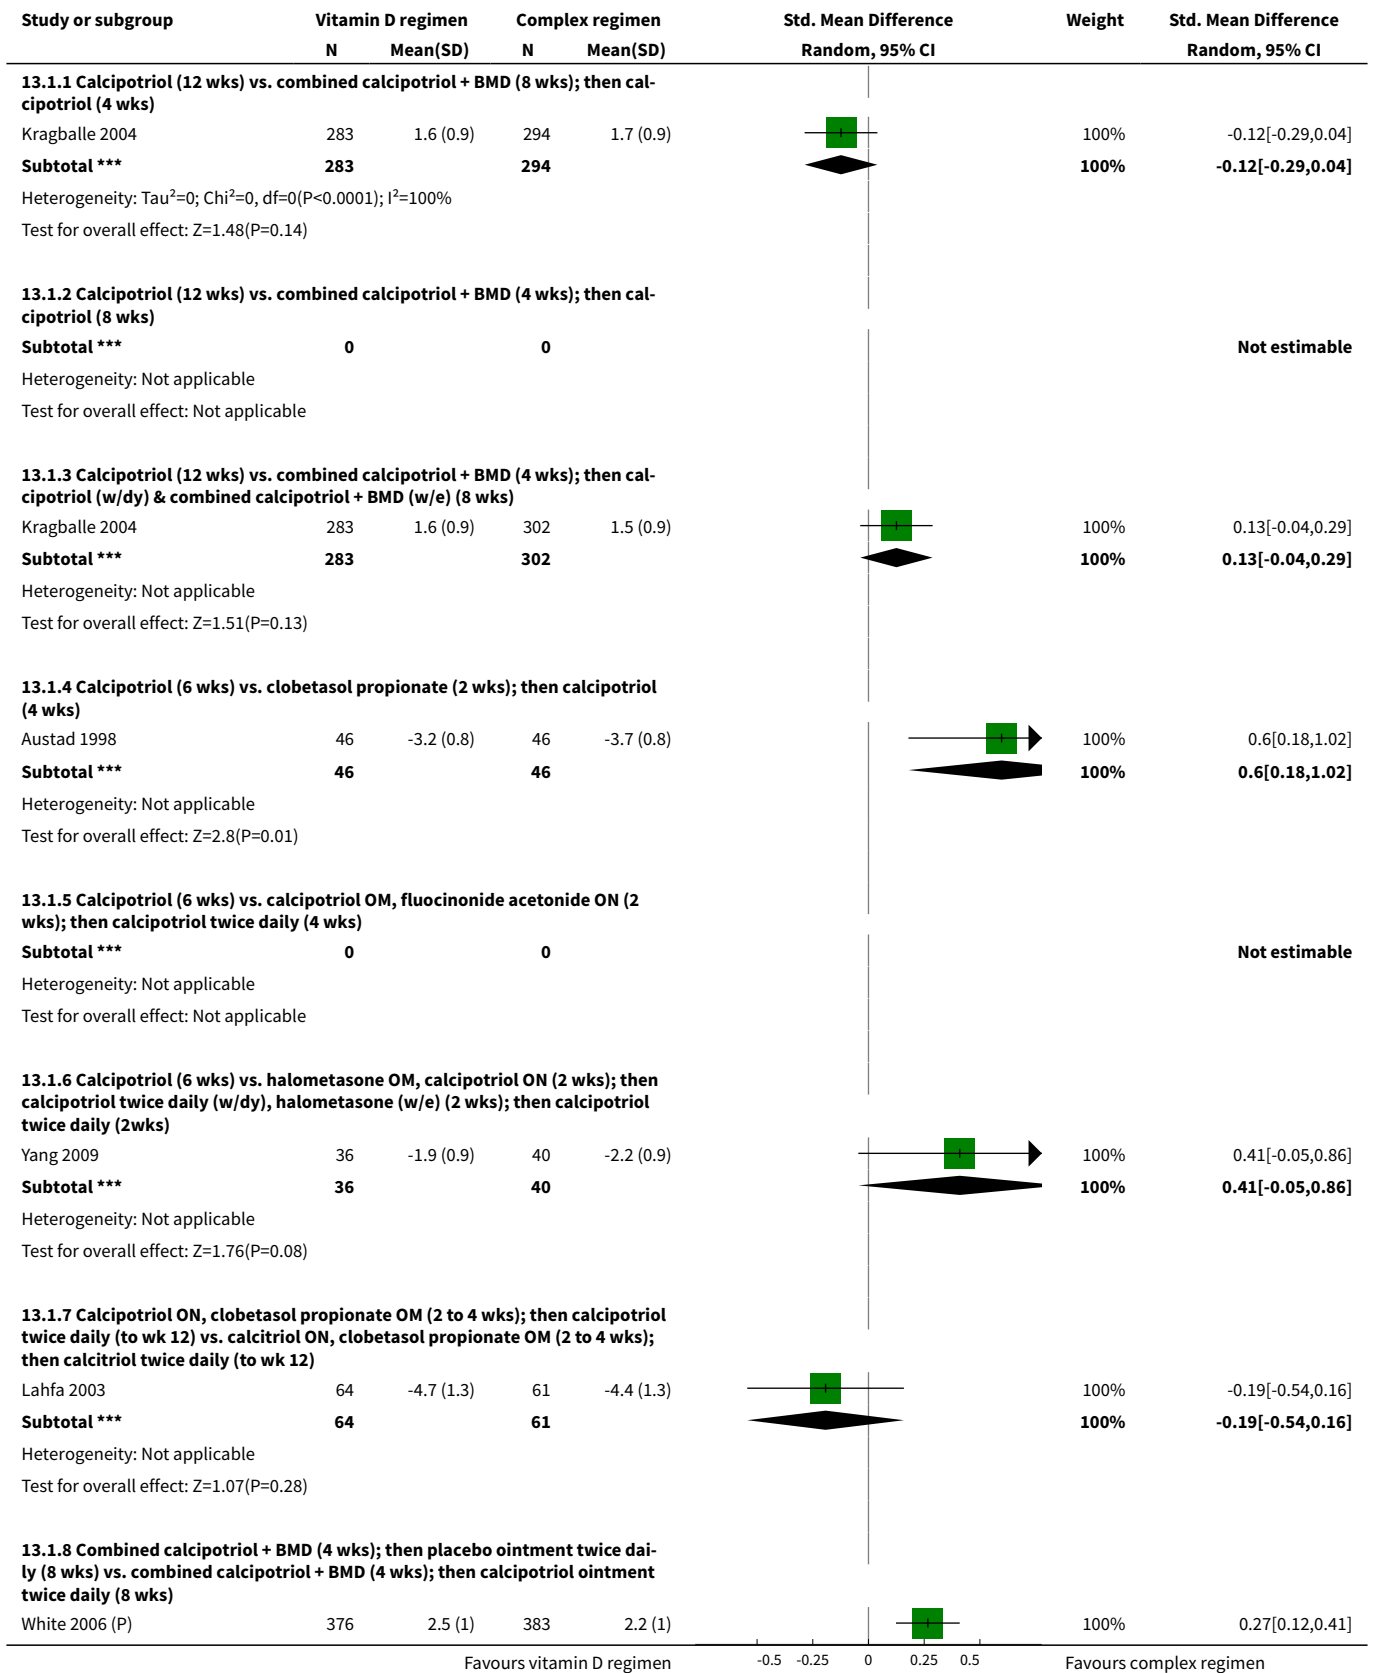 Study or subgroup Vitamin D regimen Complex regimen Std. Mean Difference Weight Std. Mean Difference
N Mean(SD) N Mean(SD) Random, 95% CI Random, 95% CI
13.1.1 Calcipotriol (12 wks) vs. combined calcipotriol + BMD (8 wks); then cal-
cipotriol (4 wks)
Kragballe 2004 283 1.6 (0.9) 294 1.7 (0.9) 100% -0.12[-0.29,0.04]
Subtotal *** 283 294 100% -0.12[-0.29,0.04]
Heterogeneity: Tau²=0; Chi²=0, df=0(P<0.0001); I²=100%
Test for overall effect: Z=1.48(P=0.14)
13.1.2 Calcipotriol (12 wks) vs. combined calcipotriol + BMD (4 wks); then cal-
cipotriol (8 wks)
Subtotal *** 0 0 Not estimable
Heterogeneity: Not applicable
Test for overall effect: Not applicable
13.1.3 Calcipotriol (12 wks) vs. combined calcipotriol + BMD (4 wks); then cal-
cipotriol (w/dy) & combined calcipotriol + BMD (w/e) (8 wks)
Kragballe 2004 283 1.6 (0.9) 302 1.5 (0.9) 100% 0.13[-0.04,0.29]
Subtotal *** 283 302 100% 0.13[-0.04,0.29]
Heterogeneity: Not applicable
Test for overall effect: Z=1.51(P=0.13)
13.1.4 Calcipotriol (6 wks) vs. clobetasol propionate (2 wks); then calcipotriol
(4 wks)
Austad 1998 46 -3.2 (0.8) 46 -3.7 (0.8) 100% 0.6[0.18,1.02]
Subtotal *** 46 46 100% 0.6[0.18,1.02]
Heterogeneity: Not applicable
Test for overall effect: Z=2.8(P=0.01)
13.1.5 Calcipotriol (6 wks) vs. calcipotriol OM, fluocinonide acetonide ON (2
wks); then calcipotriol twice daily (4 wks)
Subtotal *** 0 0 Not estimable
Heterogeneity: Not applicable
Test for overall effect: Not applicable
13.1.6 Calcipotriol (6 wks) vs. halometasone OM, calcipotriol ON (2 wks); then
calcipotriol twice daily (w/dy), halometasone (w/e) (2 wks); then calcipotriol
twice daily (2wks)
Yang 2009 36 -1.9 (0.9) 40 -2.2 (0.9) 100% 0.41[-0.05,0.86]
Subtotal *** 36 40 100% 0.41[-0.05,0.86]
Heterogeneity: Not applicable
Test for overall effect: Z=1.76(P=0.08)
13.1.7 Calcipotriol ON, clobetasol propionate OM (2 to 4 wks); then calcipotriol
twice daily (to wk 12) vs. calcitriol ON, clobetasol propionate OM (2 to 4 wks);
then calcitriol twice daily (to wk 12)
Lahfa 2003 64 -4.7 (1.3) 61 -4.4 (1.3) 100% -0.19[-0.54,0.16]
Subtotal *** 64 61 100% -0.19[-0.54,0.16]
Heterogeneity: Not applicable
Test for overall effect: Z=1.07(P=0.28)
13.1.8 Combined calcipotriol + BMD (4 wks); then placebo ointment twice dai-
ly (8 wks) vs. combined calcipotriol + BMD (4 wks); then calcipotriol ointment
twice daily (8 wks)
White 2006 (P) 376 2.5 (1) 383 2.2 (1) 100% 0.27[0.12,0.41]
Favours vitamin D regimen -0.5 -0.25 0 0.25 0.5 Favours complex regimen